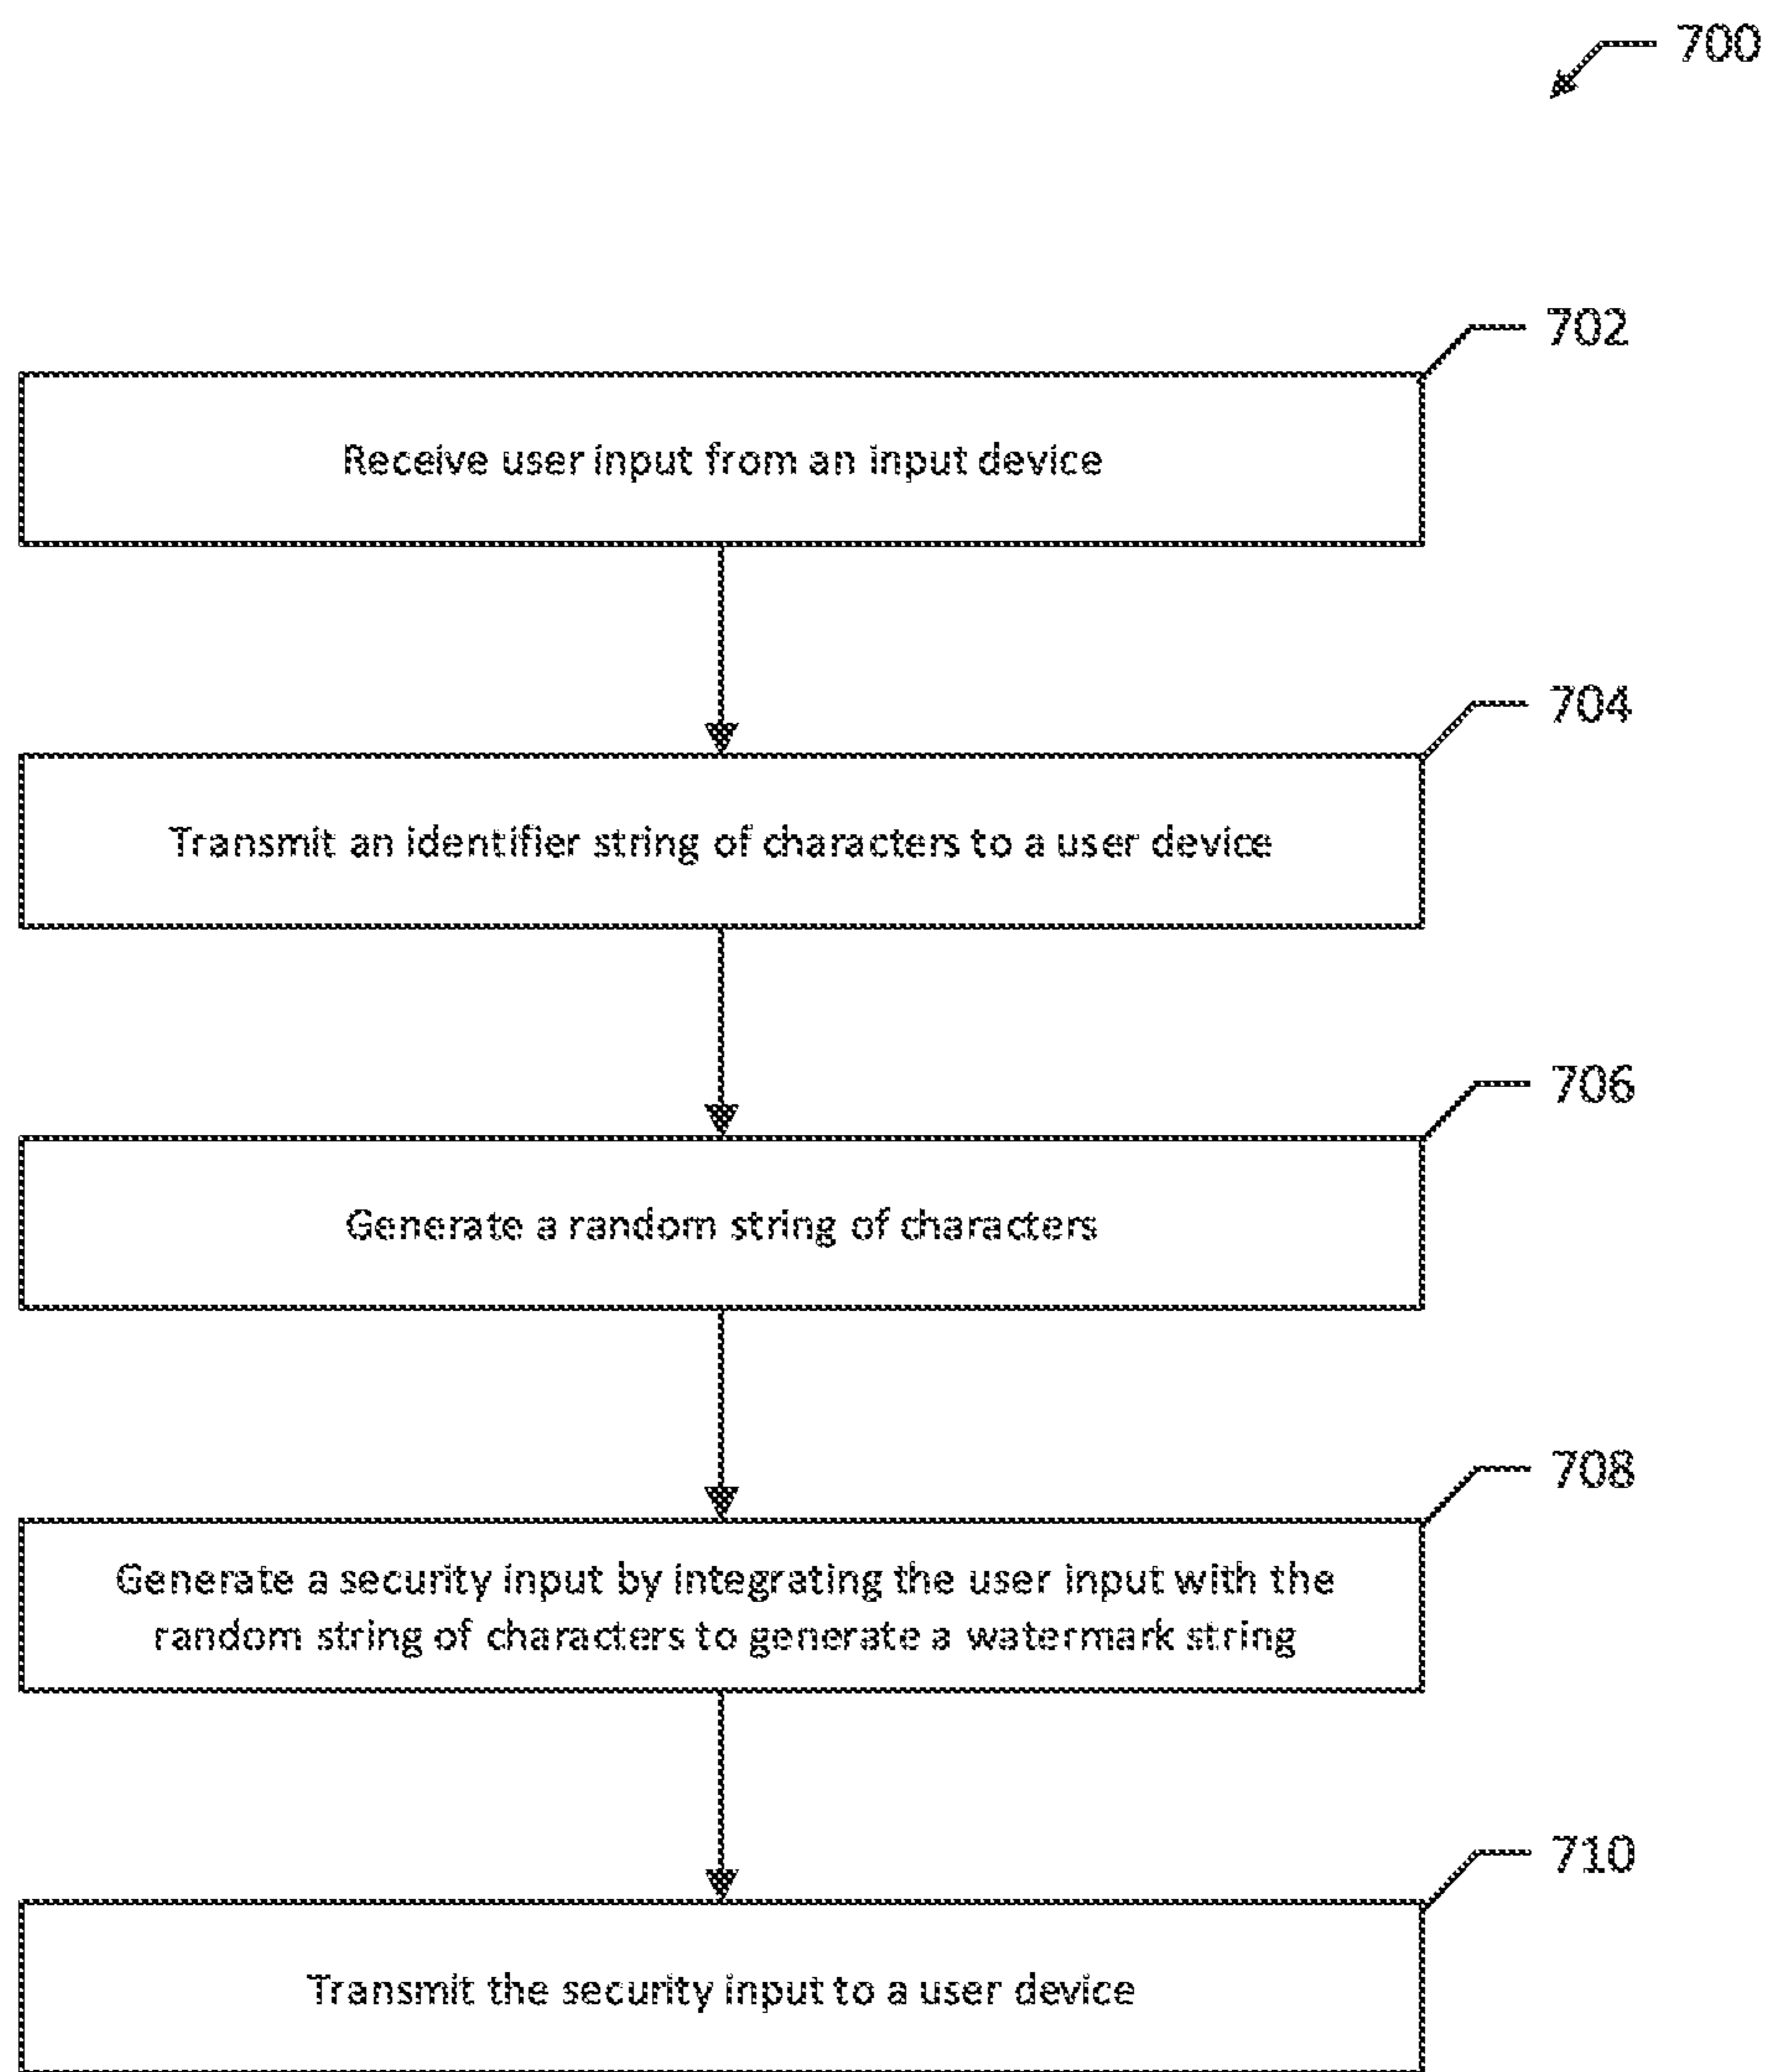 700
702
Receive user input from an input device
704
Transmit an identifier string of characters to a user device
706
Generate a random string of characters
708
Generate a security input by integrating the user input with the
random string of characters to generate a watermark string
710
Transmit the security input to a user device